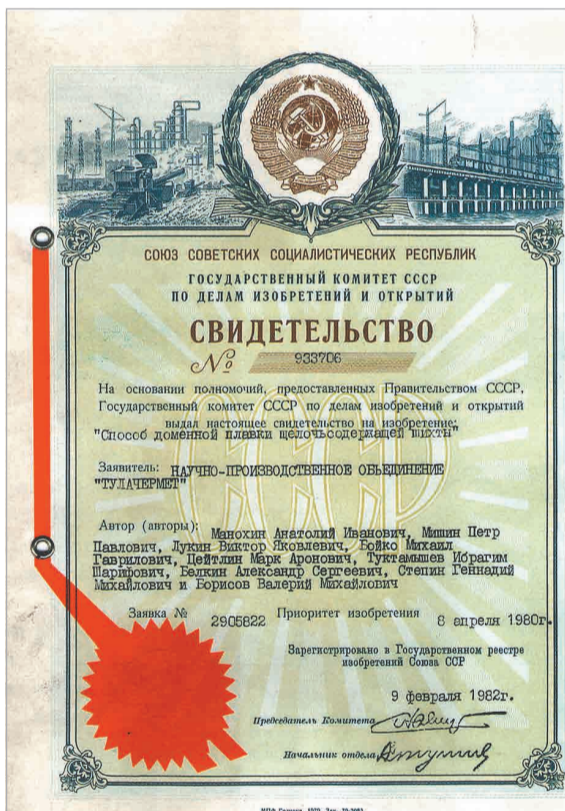 СОЮЗ СОВЕТСКИХ СОЦИАЛИСТИЧЕСКИХ РЕСПУБЛИК
ГОСУДАРСТВЕННЫЙ КОМИТЕТ СССР
ПО ДЕЛАМ ИЗОБРЕТЕНИЙ И ОТКРЫТИЙ
СВИДЕТЕЛЬСТВО
№ 933706
На основании полномочий, предоставленных Правительством СССР,
Государственный комитет СССР по делам изобретений и открытий
выдал настоящее свидетельство на изобретение:
"Способ доменной плавки щелочьсодержащей шихты"
Заявитель: НАУЧНО-ПРОИЗВОДСТВЕННОЕ ОБЪЕДИНЕНИЕ
"ТУЛАЧЕРМЕТ"
СССР
Автор (авторы): Манохин Анатолий Иванович, Мишин Петр
Павлович, Лукин Виктор Яковлевич, Бойко Михаил
Гаврилович, Цейтлин Марк Аронович, Туктамышев Ибрагим
Шарифович, Белкин Александр Сергеевич, Степин Геннадий
Михайлович и Борисов Валерий Михайлович
Заявка № 2905822 Приоритет изобретения 8 апреля 1980г.
Зарегистрировано в Государственном реестре
изобретений Союза ССР
9 февраля 1982г.
Председатель Комитета
Начальник отдела